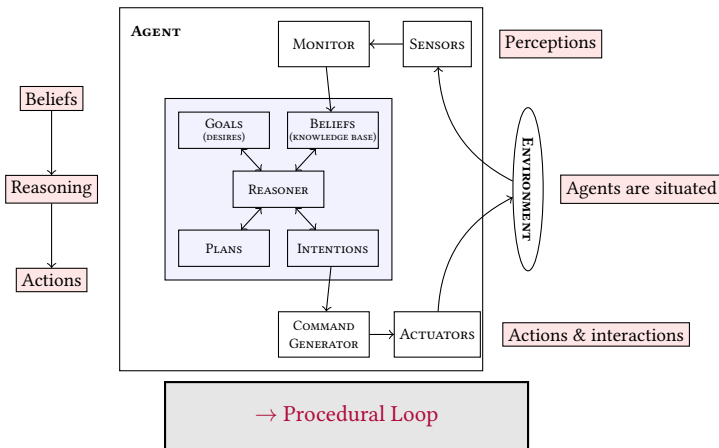 AGENT
MONITOR
SENSORS
Perceptions
Beliefs
GOALS
(DESIRES)
BELIEFS
(KNOWLEDGE BASE)
ENVIRONMENT
Reasoning
REASONER
Agents are situated
PLANS
INTENTIONS
Actions
COMMAND
GENERATOR
ACTUATORS
Actions & interactions
→ Procedural Loop